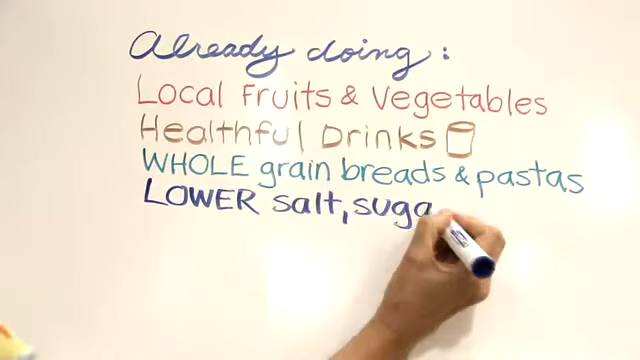 Already doing:
Local Fruits & Vegetables
Healthful Drinks
WHOLE grain breads & pastas
LOWER salt, suga